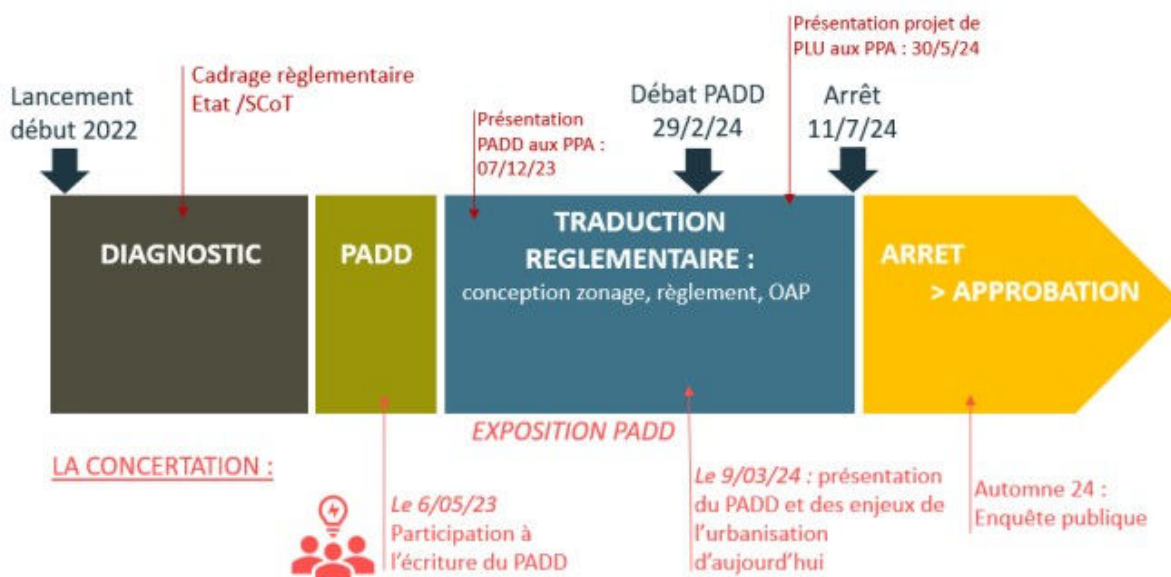 Lancement
début 2022
Cadrage règlementaire
Etat /SCoT
Présentation
PADD aux PPA :
07/12/23
Débat PADD
29/2/24
Présentation projet de
PLU aux PPA : 30/5/24
Arrêt
11/7/24
DIAGNOSTIC
PADD
TRADUCTION
REGLEMENTAIRE :
conception zonage, règlement, OAP
ARRET
> APPROBATION
EXPOSITION PADD
LA CONCERTATION :
Le 6/05/23
Participation à
l'écriture du PADD
Le 9/03/24 : présentation
du PADD et des enjeux de
l'urbanisation
d'aujourd'hui
Automne 24 :
Enquête publique